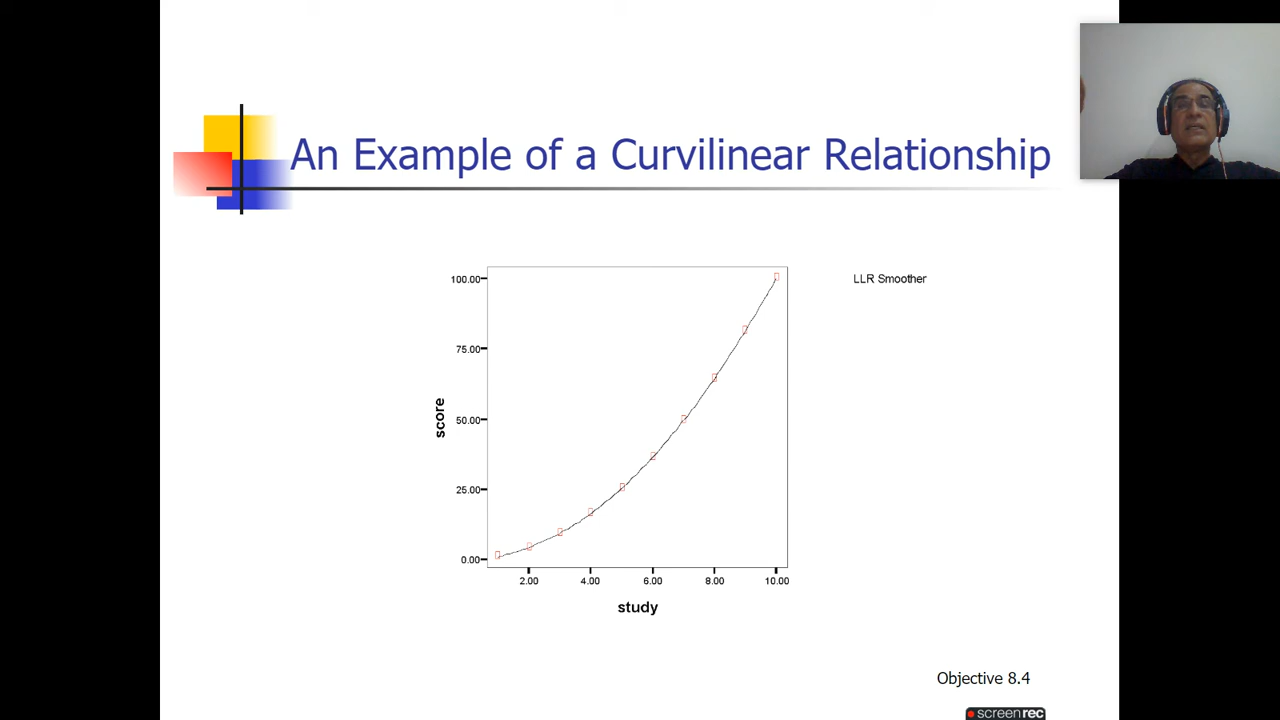 An Example of a Curvilinear Relationship
LLR Smoother
100.00
75.00
50.00
25.00
0.00
score
2.00 4.00 6.00 8.00 10.00
study
Objective 8.4
screenrec